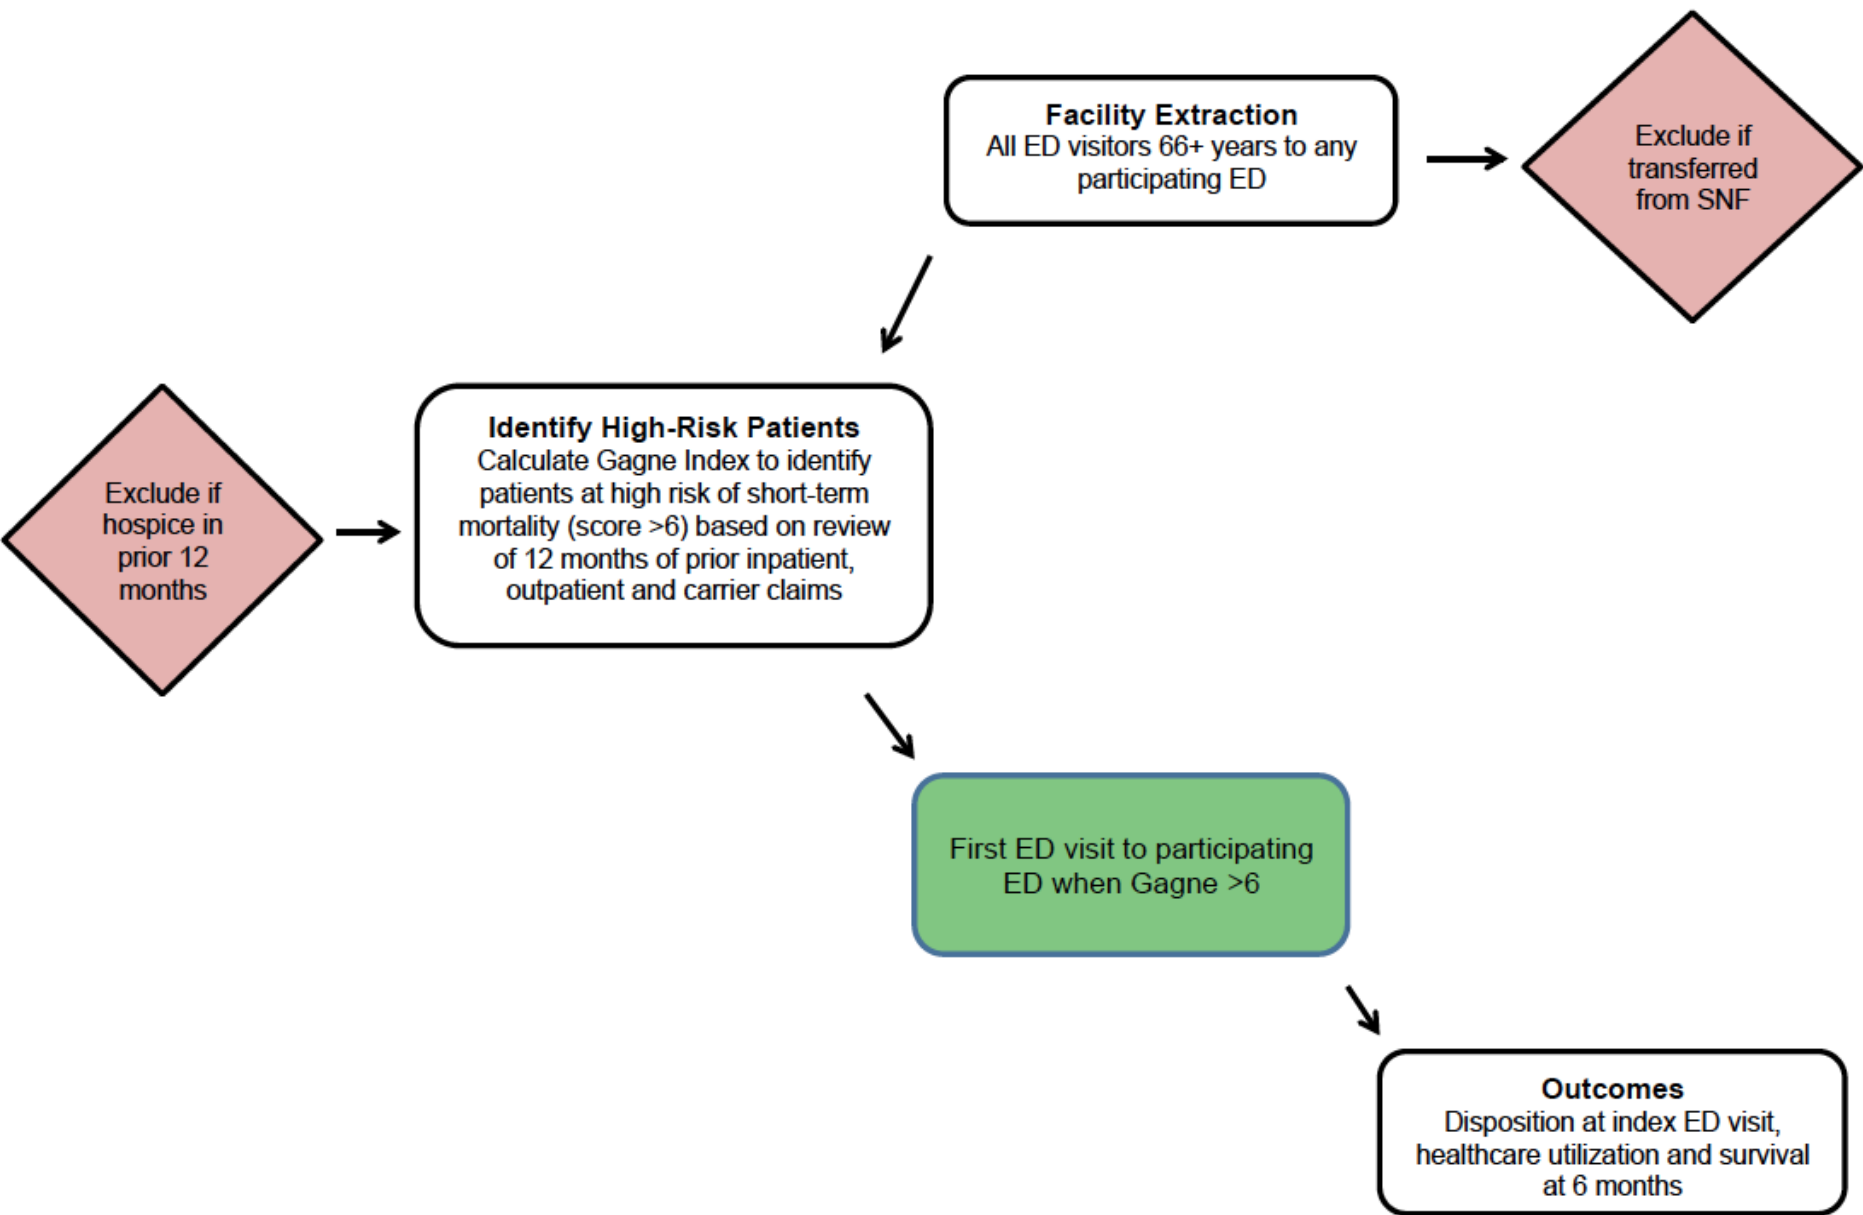 Facility Extraction
All ED visitors 66+ years to any
participating ED
Exclude if
transferred
from SNF
Exclude if
hospice in
prior 12
months
Identify High-Risk Patients
Calculate Gagne Index to identify
patients at high risk of short-term
mortality (score >6) based on review
of 12 months of prior inpatient,
outpatient and carrier claims
First ED visit to participating
ED when Gagne >6
Outcomes
Disposition at index ED visit,
healthcare utilization and survival
at 6 months